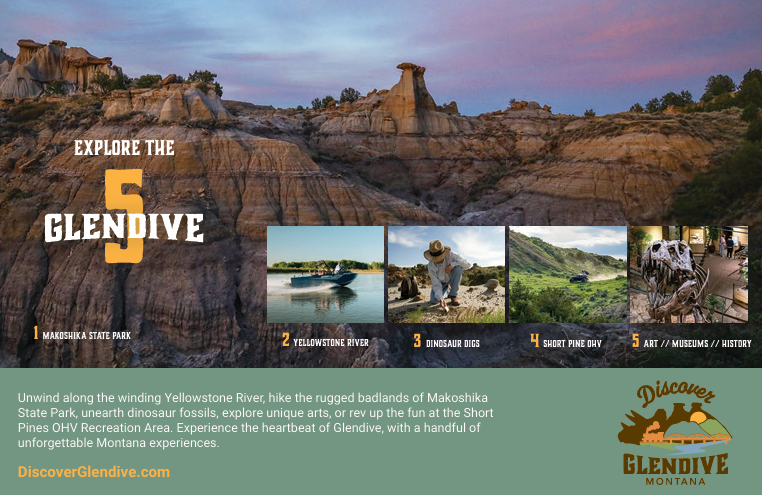 EXPLORE THE
5
GLENDIVE
1 MAKOSHIKA STATE PARK
2 YELLOWSTONE RIVER
3 DINOSAUR DIGS
4 SHORT PINE OHV
5 ART // MUSEUMS // HISTORY
Unwind along the winding Yellowstone River, hike the rugged badlands of Makoshika
State Park, unearth dinosaur fossils, explore unique arts, or rev up the fun at the Short
Pines OHV Recreation Area. Experience the heartbeat of Glendive, with a handful of
unforgettable Montana experiences.
DiscoverGlendive.com
Discover
GLENDIVE
MONTANA